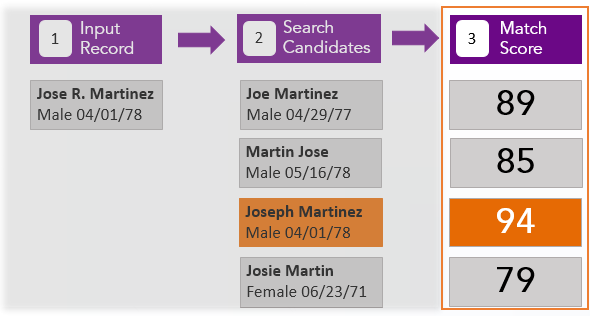 1
Input
Record
2
Search
Candidates
3
Match
Score
Jose R. Martinez
Male 04/01/78
Joe Martinez
Male 04/29/77
89
Martin Jose
Male 05/16/78
85
Joseph Martinez
Male 04/01/78
94
Josie Martin
Female 06/23/71
79